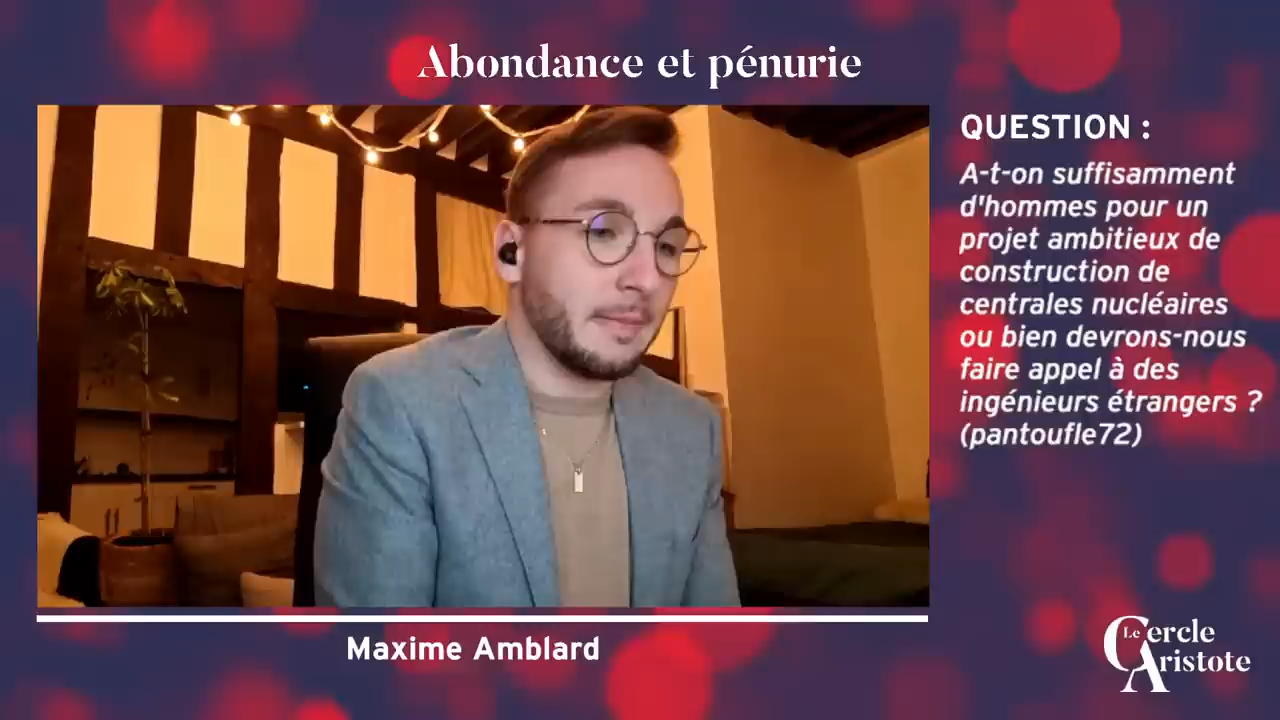 Abondance et pénurie
QUESTION :
A-t-on suffisamment
d'hommes pour un
projet ambitieux de
construction de
centrales nucléaires
ou bien devrons-nous
faire appel à des
ingénieurs étrangers ?
(pantoufle72)
Maxime Amblard
Le Cercle
Aristote